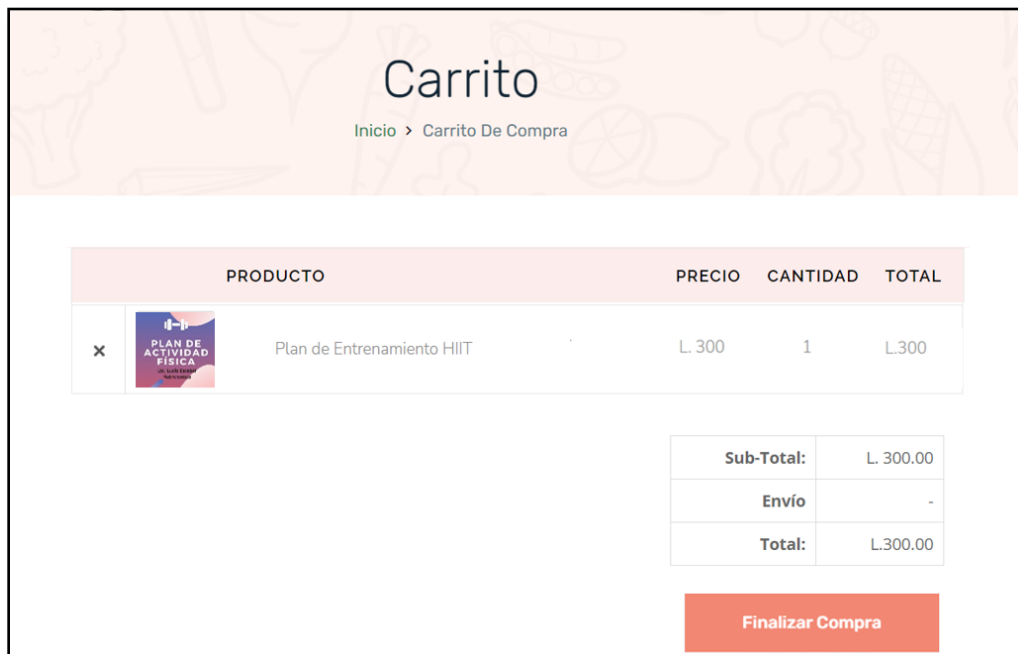 Carrito
Inicio > Carrito De Compra
PRODUCTO PRECIO CANTIDAD TOTAL
×
PLAN DE
ACTIVIDAD
FÍSICA
Plan de Entrenamiento HIIT L. 300 1 L.300
Sub-Total: L. 300.00
Envío -
Total: L.300.00
Finalizar Compra